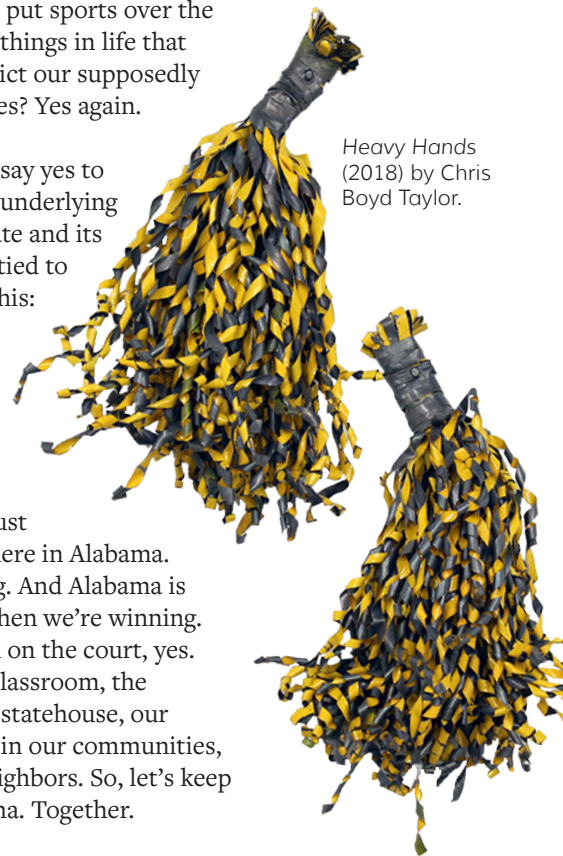 put sports over the
things in life that
ict our supposedly
es? Yes again.
say yes to
underlying
te and its
tied to
his:
ust
ere in Alabama.
g. And Alabama is
hen we’re winning.
on the court, yes.
lassroom, the
statehouse, our
in our communities,
ighbors. So, let’s keep
na. Together.
Heavy Hands
(2018) by Chris
Boyd Taylor.